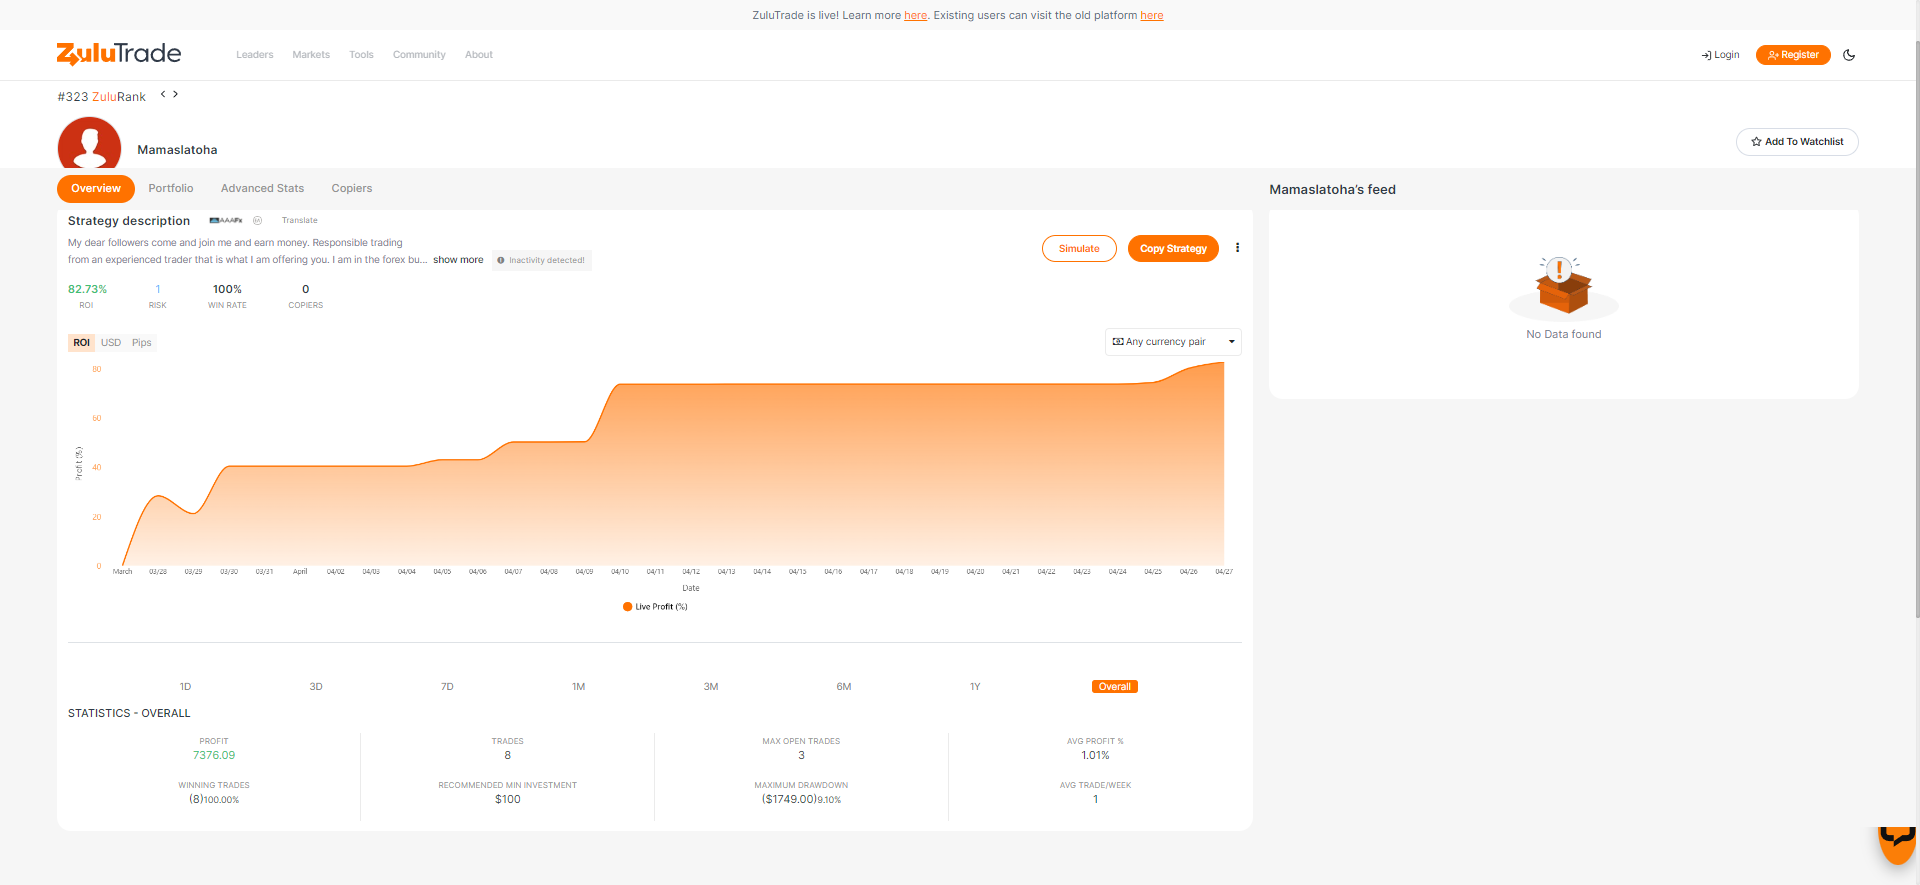 ZuluTrade is live! Learn more here. Existing users can visit the old platform here
ZuluTrade
Leaders Markets Tools Community About
Login Register
#323 ZuluRank < >
Mamaslatoha
Add To Watchlist
Overview Portfolio Advanced Stats Copiers
Mamaslatoha's feed
Strategy description AAAFx Translate
My dear followers come and join me and earn money. Responsible trading
from an experienced trader that is what I am offering you. I am in the forex bu... show more Inactivity detected!
Simulate Copy Strategy
82.73% 1 100% 0
ROI RISK WIN RATE COPIERS
No Data found
ROI USD Pips
Any currency pair
80
60
40
20
0
Profit (%)
March 03/28 03/29 03/30 03/31 April 04/02 04/03 04/04 04/05 04/06 04/07 04/08 04/09 04/10 04/11 04/12 04/13 04/14 04/15 04/16 04/17 04/18 04/19 04/20 04/21 04/22 04/23 04/24 04/25 04/26 04/27
Date
Live Profit (%)
1D 3D 7D 1M 3M 6M 1Y Overall
STATISTICS - OVERALL
PROFIT TRADES MAX OPEN TRADES AVG PROFIT %
7376.09 8 3 1.01%
WINNING TRADES RECOMMENDED MIN INVESTMENT MAXIMUM DRAWDOWN AVG TRADE/WEEK
(8)100.00% $100 ($1749.00)9.10% 1